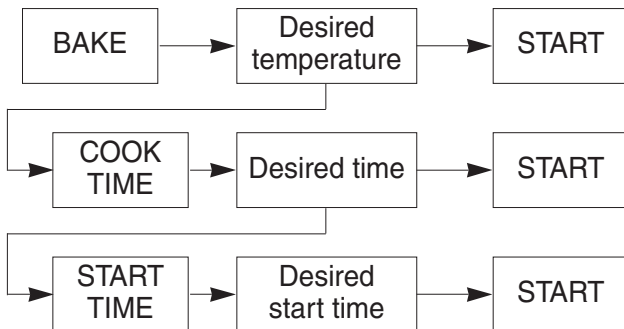 BAKE
Desired
temperature
START
COOK
TIME
Desired time
START
START
TIME
Desired
start time
START